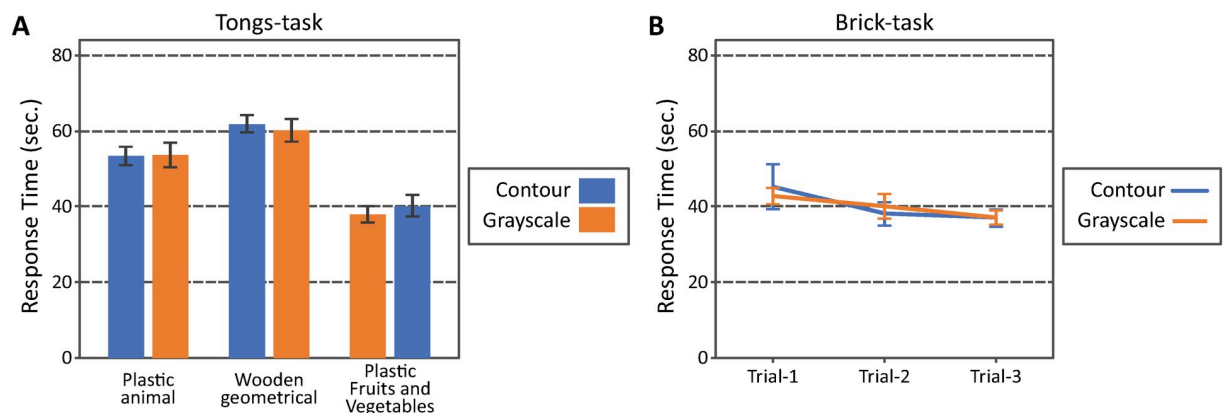 A
Tongs-task
Response Time (sec.)
80
60
40
20
0
Plastic
animal
Wooden
geometrical
Plastic
Fruits and
Vegetables
Contour
Grayscale
B
Brick-task
Response Time (sec.)
80
60
40
20
0
Trial-1
Trial-2
Trial-3
Contour
Grayscale